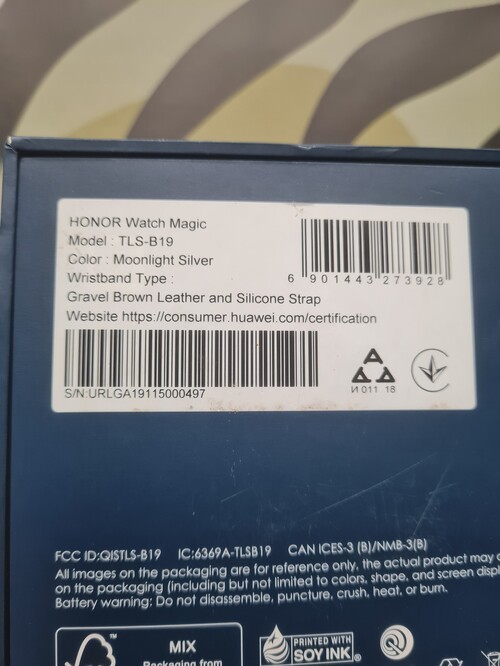 HONOR Watch Magic
Model : TLS-B19
Color : Moonlight Silver
Wristband Type :
Gravel Brown Leather and Silicone Strap
Website https://consumer.huawei.com/certification
6 901443 273928
S/N:URLGA19115000497
И 011 18
FCC ID:QISTLS-B19 IC:6369A-TLSB19 CAN ICES-3 (B)/NMB-3(B)
All images on the packaging are for reference only, the actual product may
on the packaging (including but not limited to colors, shape, and screen
Battery warning: Do not disassemble, puncture, crush, heat, or burn.
FSC
TM
MIX
Packaging from
PRINTED WITH
SOY INK